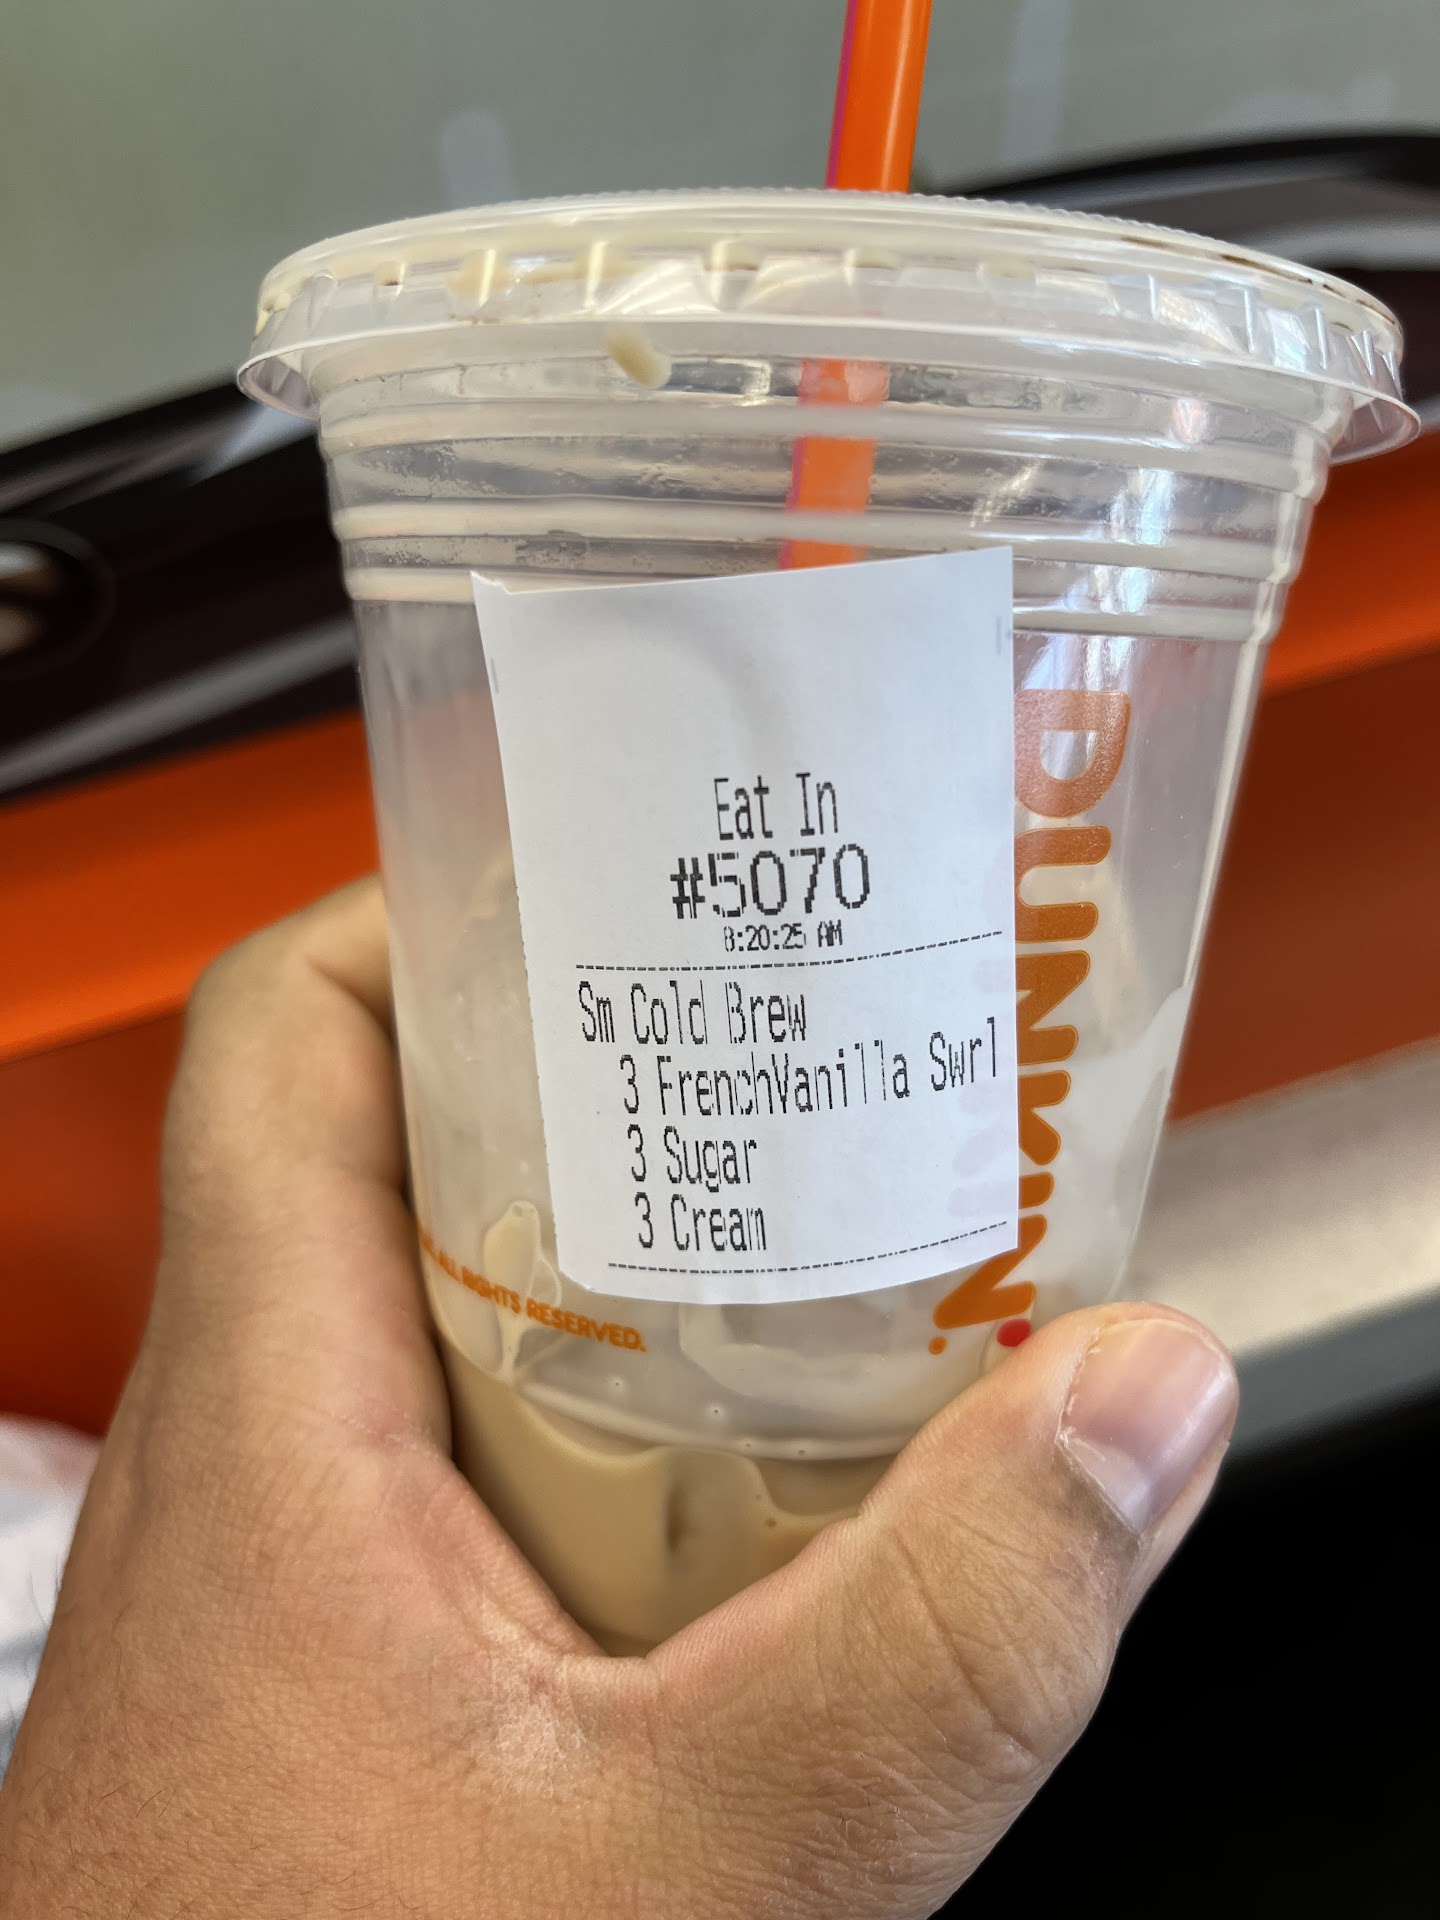 Eat In
#5070
8:20:25 AM
Sm Cold Brew
3 FrenchVanilla Swrl
3 Sugar
3 Cream
DUNKIN'
ALL RIGHTS RESERVED.